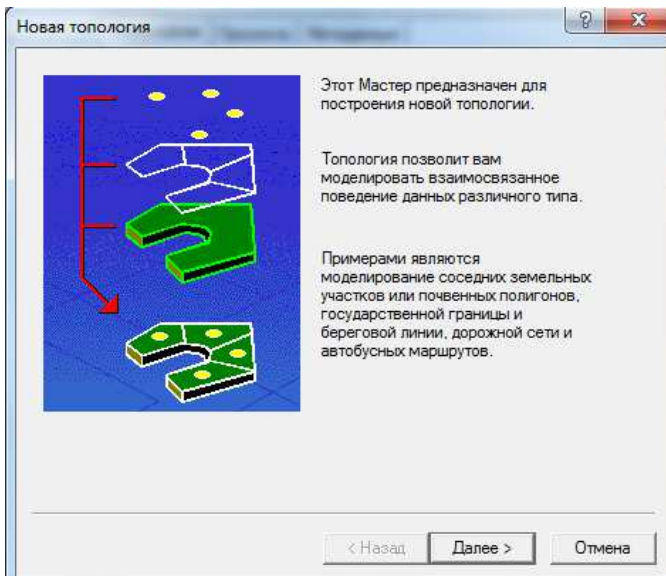 Новая топология
Этот Мастер предназначен для
построения новой топологии.
Топология позволит вам
моделировать взаимосвязанное
поведение данных различного типа.
Примерами являются
моделирование соседних земельных
участков или почвенных полигонов,
государственной границы и
береговой линии, дорожной сети и
автобусных маршрутов.
< Назад Далее > Отмена